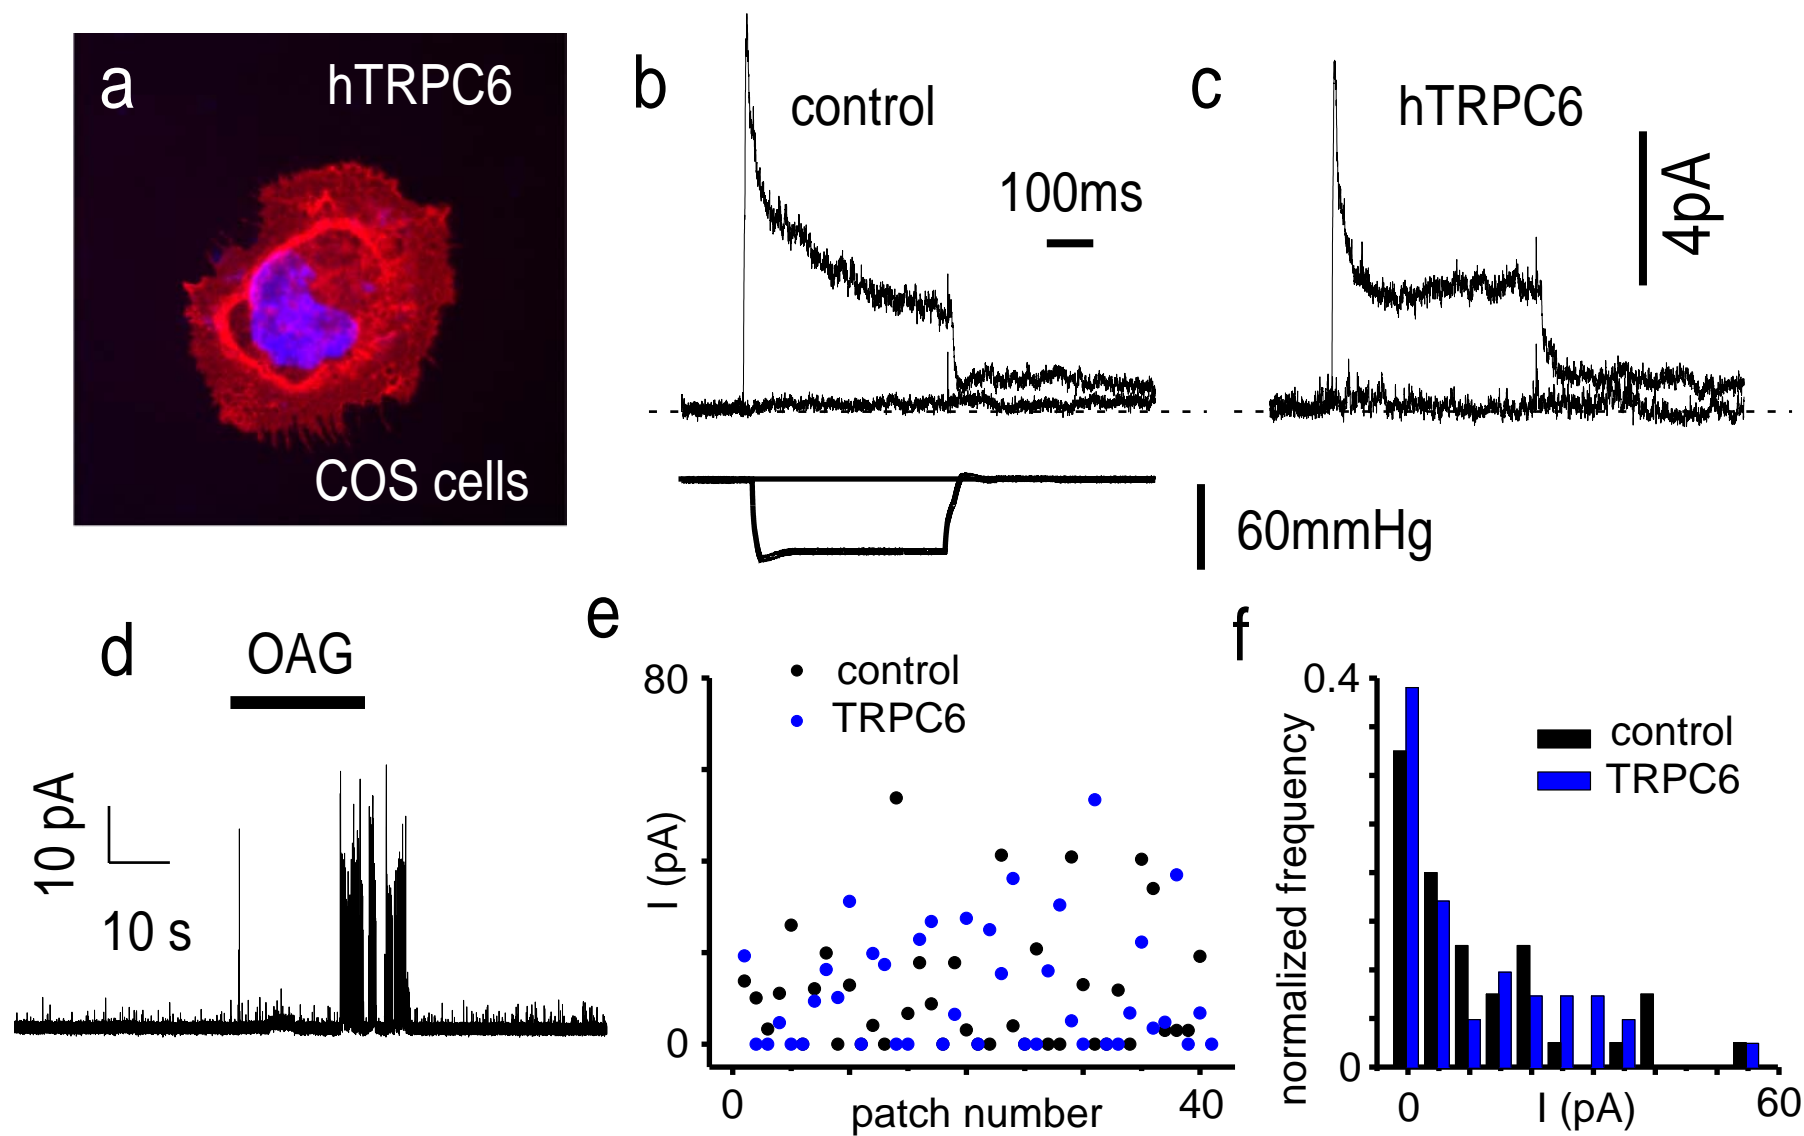 a
hTRPC6
COS cells
b
control
100ms
c
hTRPC6
4pA
60mmHg
d
OAG
10 pA
10 s
e
80
control
TRPC6
I (pA)
0
0
patch number
40
f
0.4
control
TRPC6
normalized frequency
0
0
I (pA)
60